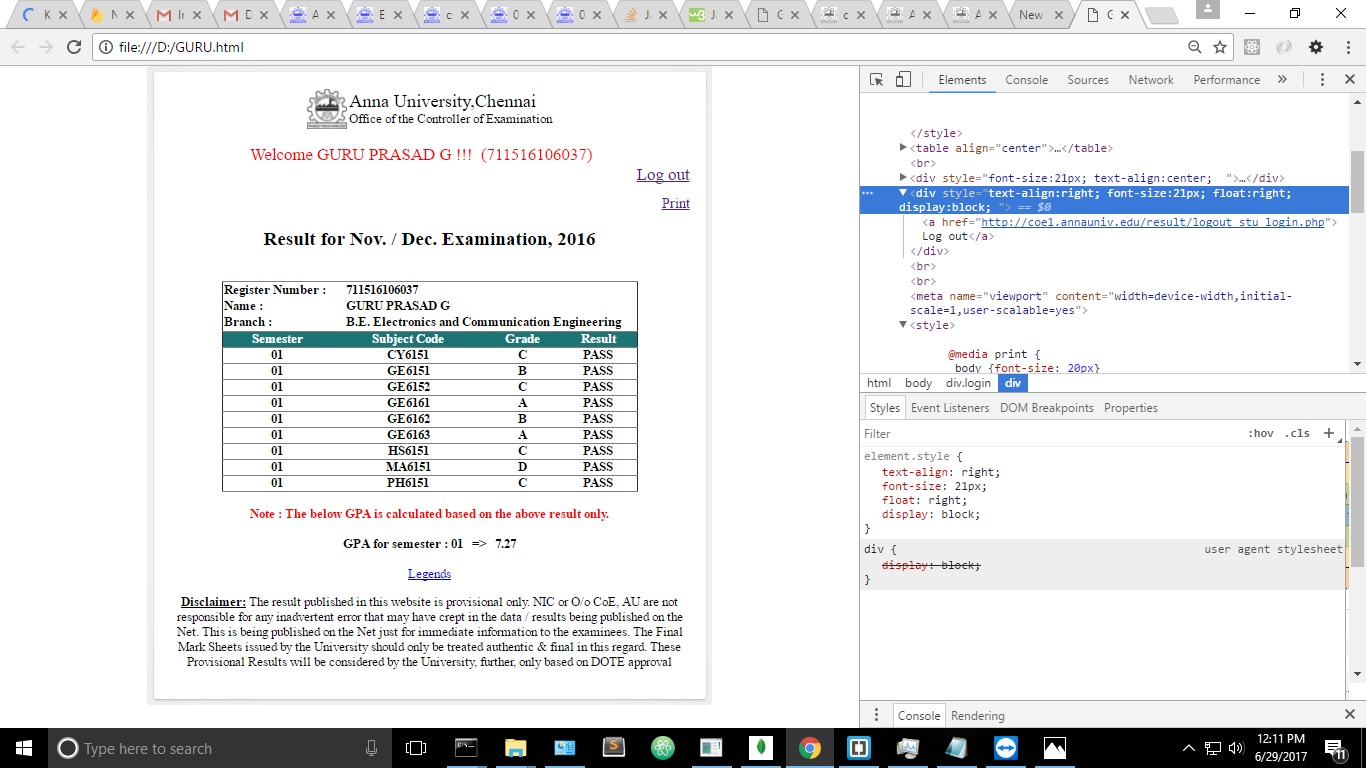 K
N
In
D
A
E
c
0
0
Ja
Ja
G
c
A
A
New
G
file:///D:/GURU.html
Anna University,Chennai
Office of the Controller of Examination
Welcome GURU PRASAD G !!!  (711516106037)
Log out
Print
Result for Nov. / Dec. Examination, 2016
Register Number : 711516106037
Name : GURU PRASAD G
Branch : B.E. Electronics and Communication Engineering
Semester Subject Code Grade Result
01 CY6151 C PASS
01 GE6151 B PASS
01 GE6152 C PASS
01 GE6161 A PASS
01 GE6162 B PASS
01 GE6163 A PASS
01 HS6151 C PASS
01 MA6151 D PASS
01 PH6151 C PASS
Note : The below GPA is calculated based on the above result only.
GPA for semester : 01 => 7.27
Legends
Disclaimer: The result published in this website is provisional only. NIC or O/o CoE, AU are not
responsible for any inadvertent error that may have crept in the data / results being published on the
Net. This is being published on the Net just for immediate information to the examinees. The Final
Mark Sheets issued by the University should only be treated authentic & final in this regard. These
Provisional Results will be considered by the University, further, only based on DOTE approval
Elements Console Sources Network Performance »
</style>
<table align="center">…</table>
<br>
<div style="font-size:21px; text-align:center;  ">…</div>
<div style="text-align:right; font-size:21px; float:right;
display:block; "> == $0
<a href="http://coe1.annauniv.edu/result/logout_stu_login.php">
Log out</a>
</div>
<br>
<br>
<meta name="viewport" content="width=device-width,initial-
scale=1,user-scalable=yes">
<style>
@media print {
body {font-size: 20px}
html body div.login div
Styles Event Listeners DOM Breakpoints Properties
Filter :hov .cls +
element.style {
text-align: right;
font-size: 21px;
float: right;
display: block;
}
div { user agent stylesheet
display: block;
}
Console Rendering
Type here to search
12:11 PM
6/29/2017
11